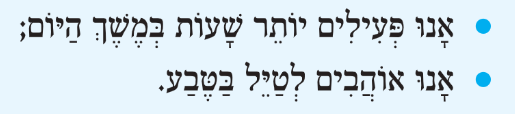 • אָנוּ פְּעִילִים יוֹתֵר שָׁעוֹת בְּמֶשֶׁךְ הַיּוֹם;
• אָנוּ אוֹהֲבִים לְטַיֵּל בַּטֶּבַע.